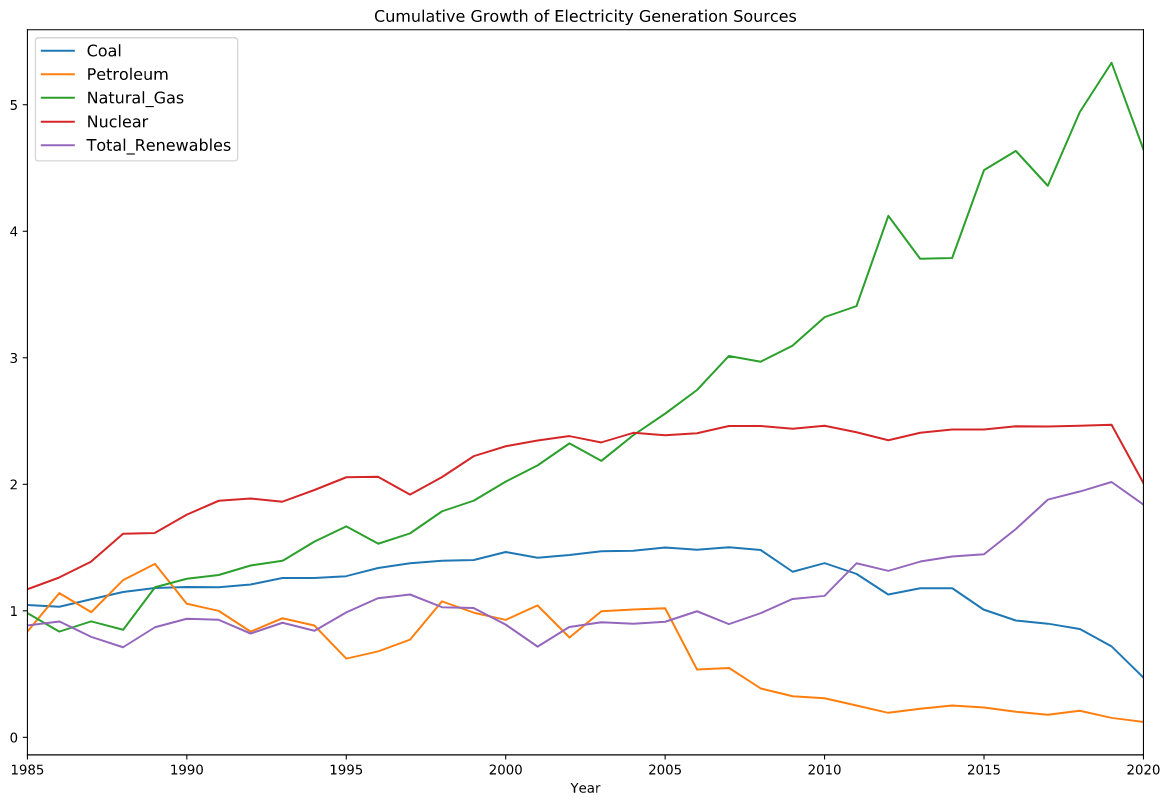 Cumulative Growth of Electricity Generation Sources
Coal
Petroleum
Natural_Gas
Nuclear
Total_Renewables
5
4
3
2
1
0
1985 1990 1995 2000 2005 2010 2015 2020
Year